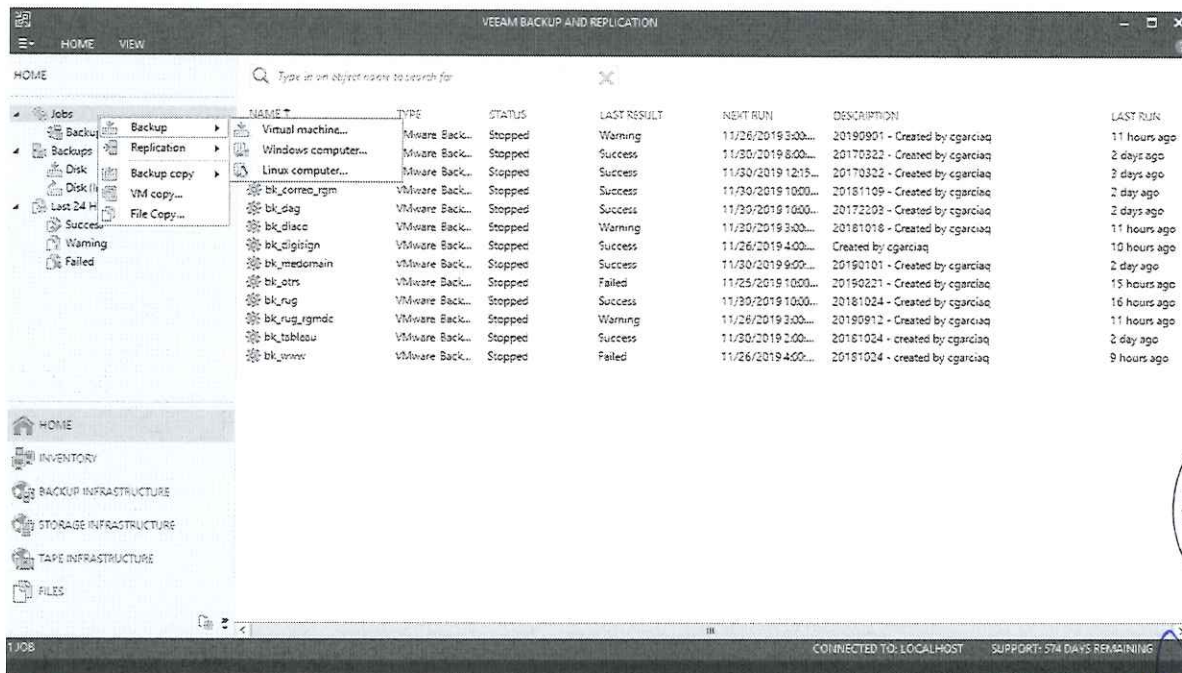 VEEAM BACKUP AND REPLICATION
HOME VIEW
HOME
Type in an object name to search for
Jobs
Backup
Backups
Disk
Last 24 H
Success
Warning
Failed
Backup
Replication
Backup copy
VM copy...
File Copy...
Virtual machine...
Windows computer...
Linux computer...
NAME TYPE STATUS LAST RESULT NEXT RUN DESCRIPTION LAST RUN
Mware Back... Stopped Warning 11/26/2019 3:00... 20190901 - Created by cgarciaq 11 hours ago
Mware Back... Stopped Success 11/30/2019 8:00... 20170322 - Created by cgarciaq 2 days ago
Mware Back... Stopped Success 11/30/2019 12:15... 20170322 - Created by cgarciaq 2 days ago
bk_correo_rgm VMware Back... Stopped Success 11/30/2019 10:00... 20181109 - Created by cgarciaq 2 day ago
bk_dag VMware Back... Stopped Success 11/30/2019 10:00... 20172203 - Created by cgarciaq 2 days ago
bk_diaco VMware Back... Stopped Warning 11/30/2019 3:00... 20181018 - Created by cgarciaq 11 hours ago
bk_digisign VMware Back... Stopped Success 11/26/2019 4:00... Created by cgarciaq 10 hours ago
bk_medomain VMware Back... Stopped Success 11/30/2019 9:00... 20190101 - Created by cgarciaq 2 day ago
bk_otrs VMware Back... Stopped Failed 11/25/2019 10:00... 20190221 - Created by cgarciaq 15 hours ago
bk_rug VMware Back... Stopped Success 11/30/2019 10:00... 20181024 - Created by cgarciaq 16 hours ago
bk_rug_rgmdc VMware Back... Stopped Warning 11/26/2019 3:00... 20190912 - Created by cgarciaq 11 hours ago
bk_tableau VMware Back... Stopped Success 11/30/2019 2:00... 20181024 - created by cgarciaq 2 day ago
bk_www VMware Back... Stopped Failed 11/26/2019 4:00... 20181024 - created by cgarciaq 9 hours ago
HOME
INVENTORY
BACKUP INFRASTRUCTURE
STORAGE INFRASTRUCTURE
TAPE INFRASTRUCTURE
FILES
1 JOB CONNECTED TO: LOCALHOST SUPPORT: 574 DAYS REMAINING